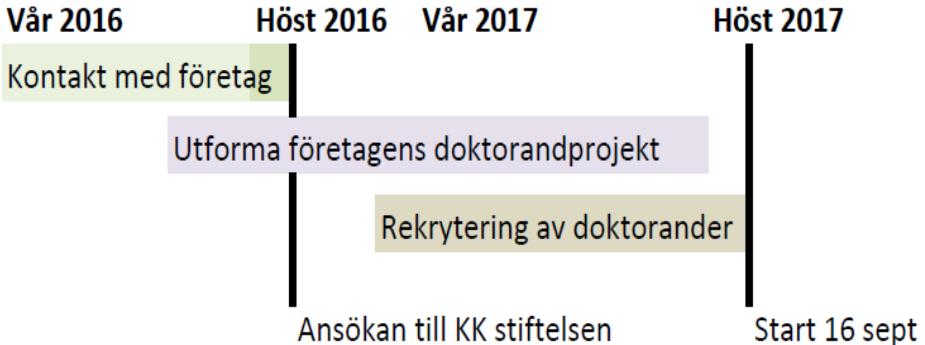 Vår 2016 Höst 2016 Vår 2017 Höst 2017
Kontakt med företag
Utforma företagens doktorandprojekt
Rekrytering av doktorander
Ansökan till KK stiftelsen Start 16 sept